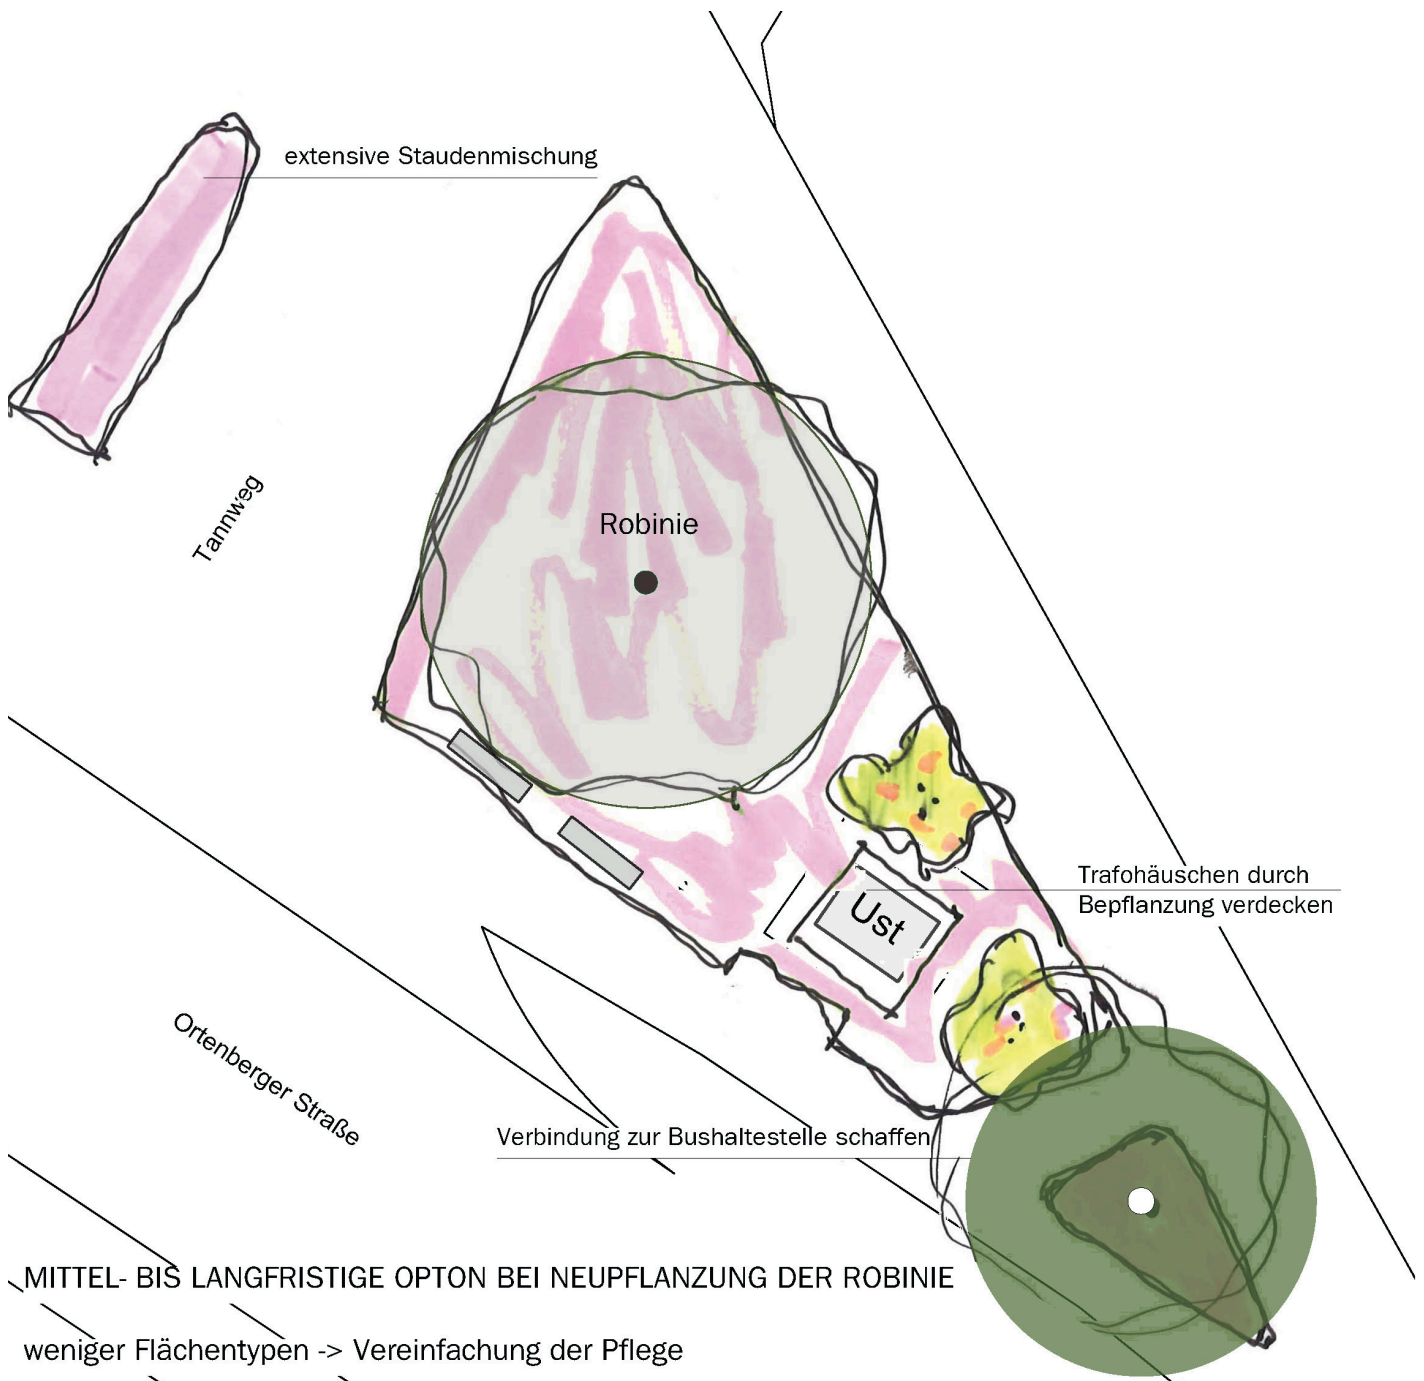 extensive Staudenmischung
Robinie
Tannweg
Trafohäuschen durch
Bepflanzung verdecken
Ust
Ortenberger Straße
Verbindung zur Bushaltestelle schaffen
MITTEL- BIS LANGFRISTIGE OPTON BEI NEUPFLANZUNG DER ROBINIE
weniger Flächentypen -> Vereinfachung der Pflege